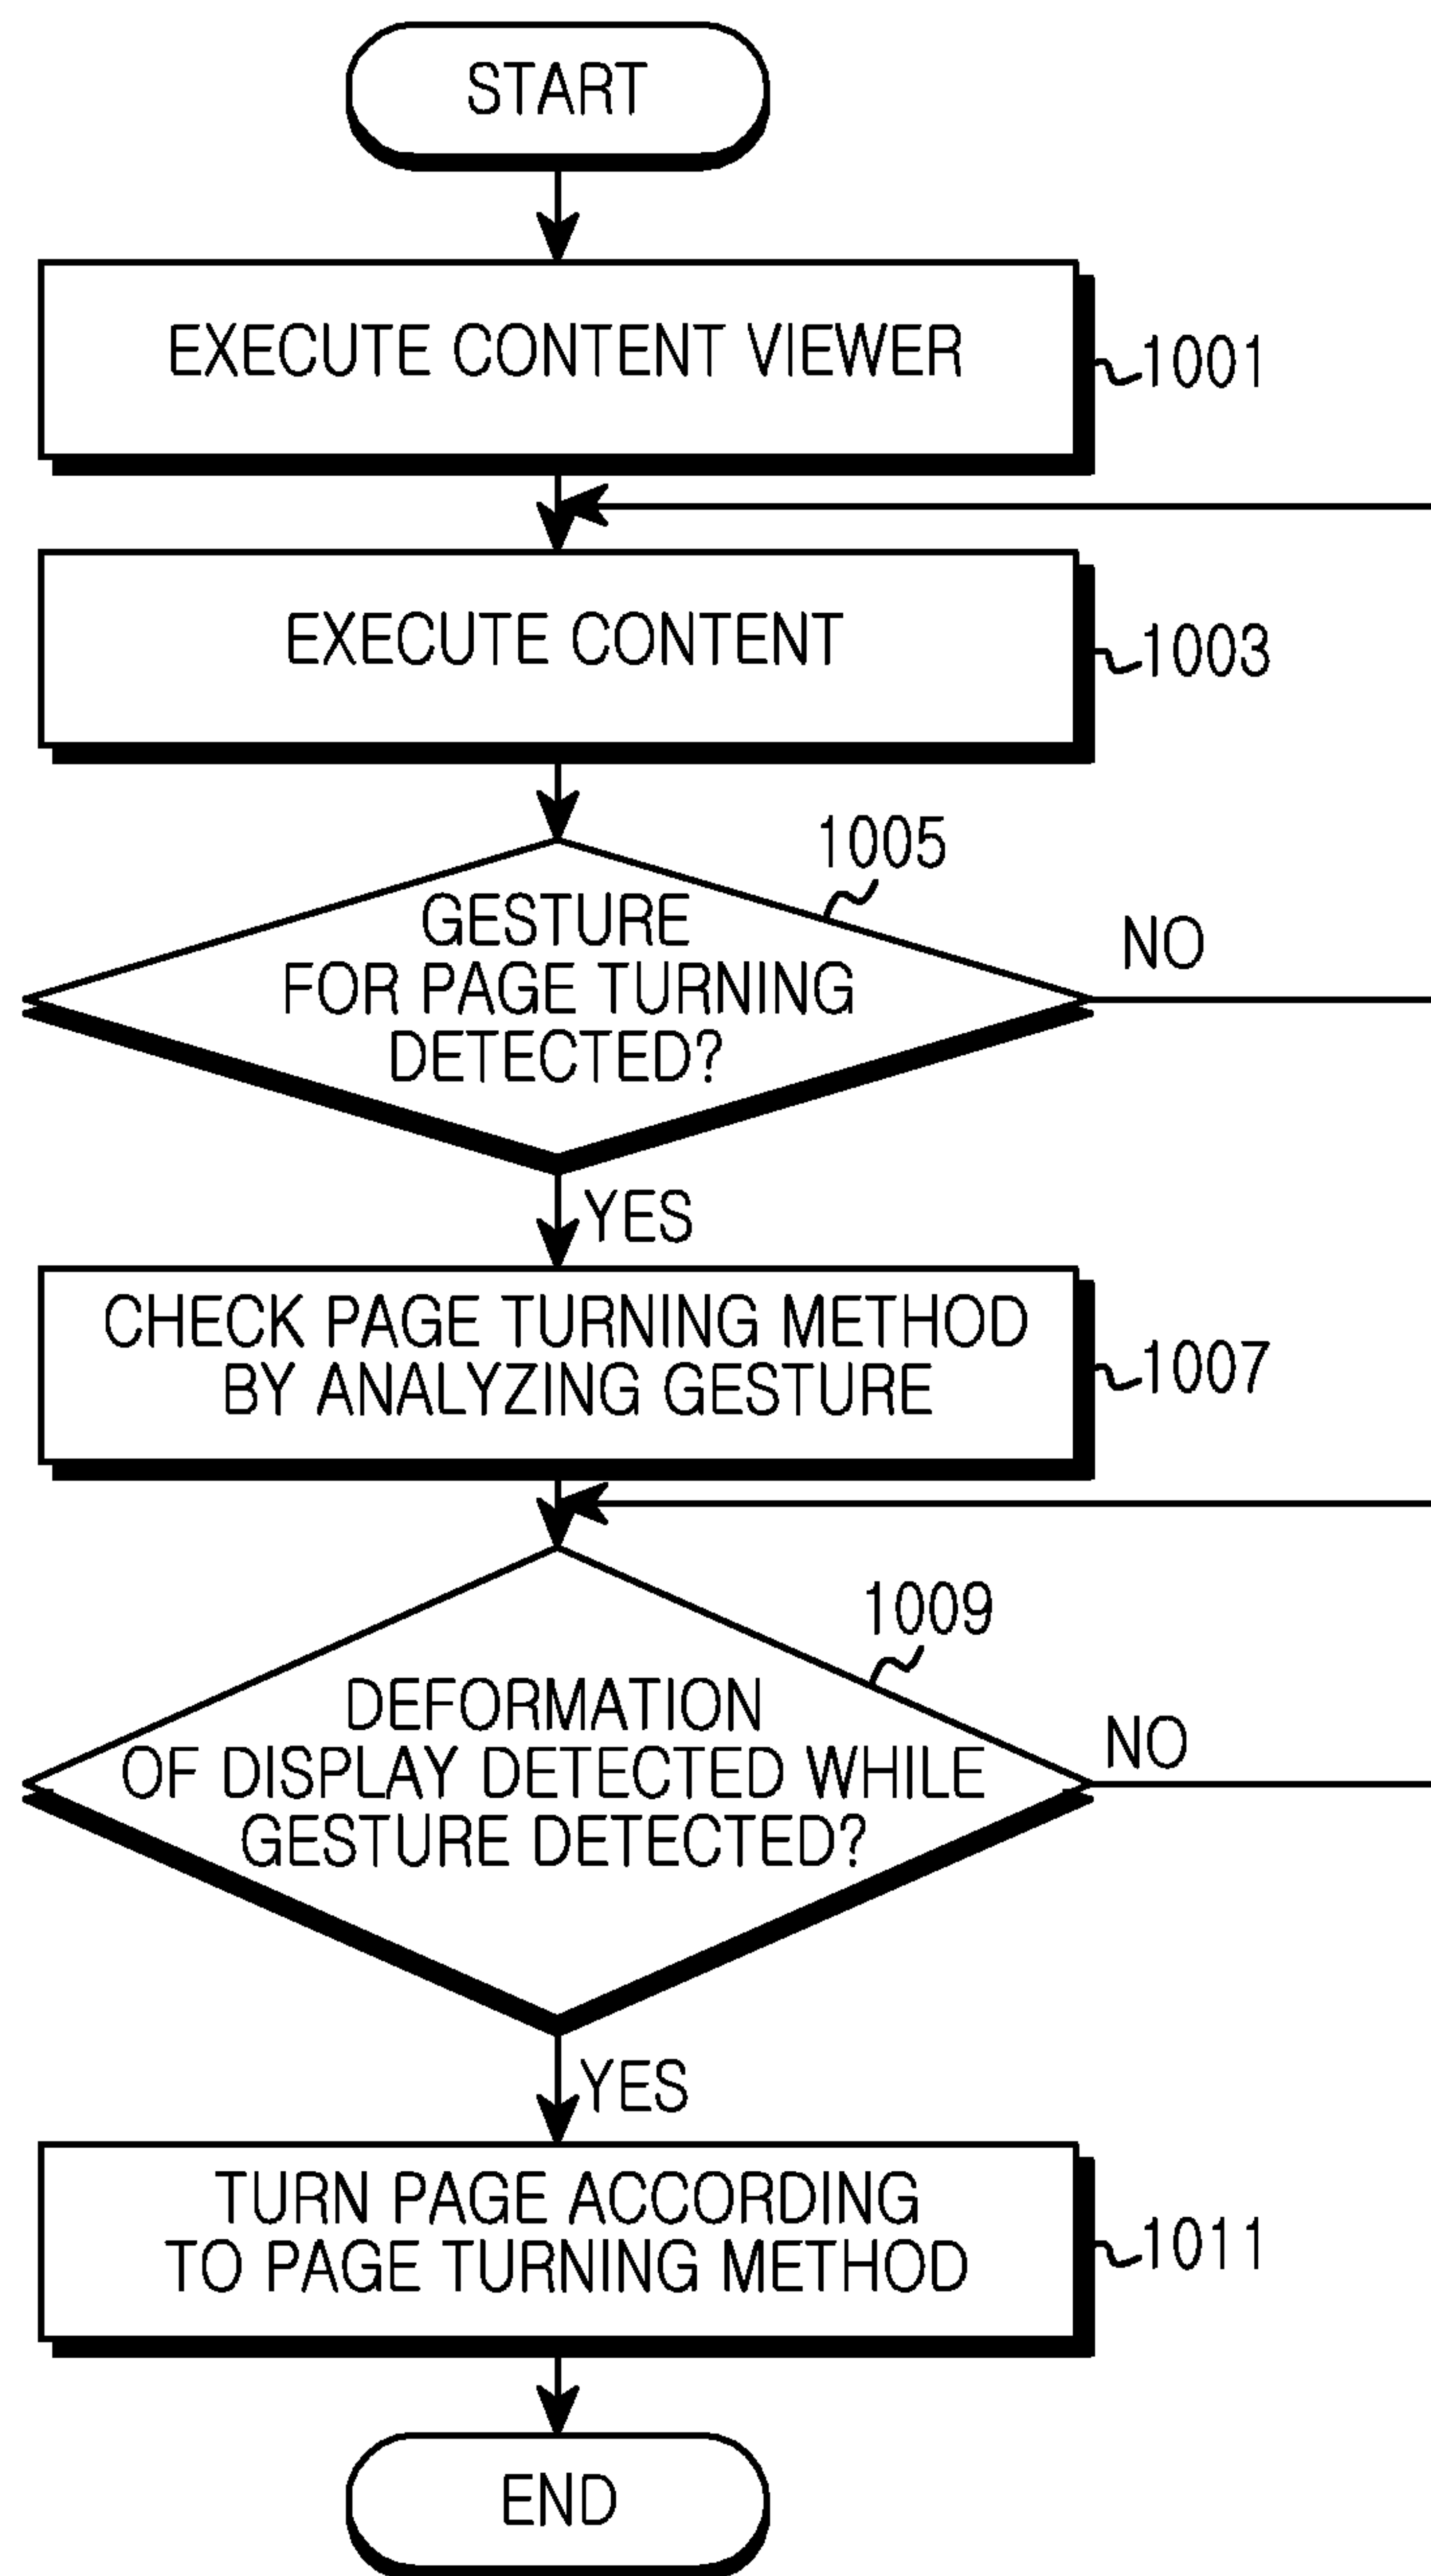 START
EXECUTE CONTENT VIEWER
1001
EXECUTE CONTENT
1003
1005
GESTURE
FOR PAGE TURNING
DETECTED?
NO
YES
CHECK PAGE TURNING METHOD
BY ANALYZING GESTURE
1007
1009
DEFORMATION
OF DISPLAY DETECTED WHILE
GESTURE DETECTED?
NO
YES
TURN PAGE ACCORDING
TO PAGE TURNING METHOD
1011
END